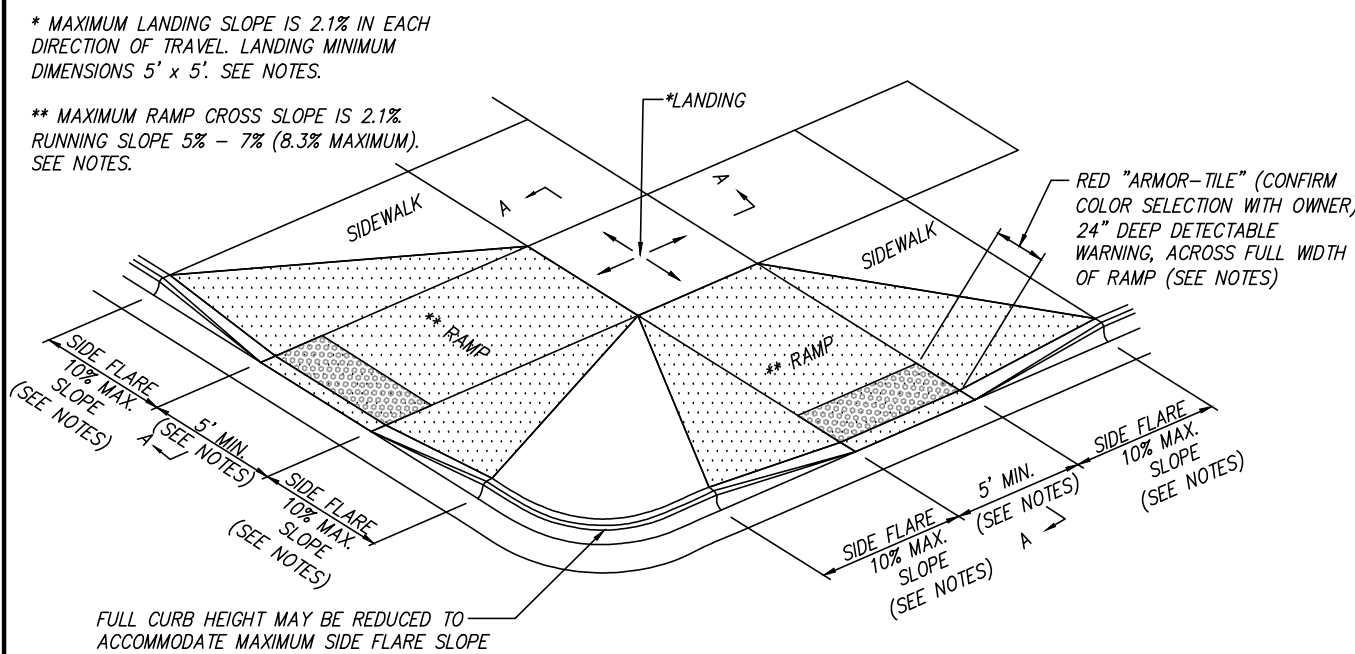 * MAXIMUM LANDING SLOPE IS 2.1% IN EACH
DIRECTION OF TRAVEL. LANDING MINIMUM
DIMENSIONS 5' x 5'. SEE NOTES.
** MAXIMUM RAMP CROSS SLOPE IS 2.1%.
RUNNING SLOPE 5% – 7% (8.3% MAXIMUM).
SEE NOTES.
*LANDING
RED "ARMOR-TILE" (CONFIRM
COLOR SELECTION WITH OWNER,
24" DEEP DETECTABLE
WARNING, ACROSS FULL WIDTH
OF RAMP (SEE NOTES)
A
A
SIDEWALK
SIDEWALK
** RAMP
** RAMP
SIDE FLARE
10% MAX.
SLOPE
(SEE NOTES)
A
5' MIN.
(SEE NOTES)
SIDE FLARE
10% MAX.
SLOPE
(SEE NOTES)
SIDE FLARE
10% MAX.
SLOPE
(SEE NOTES)
5' MIN.
(SEE NOTES)
A
SIDE FLARE
10% MAX.
SLOPE
(SEE NOTES)
FULL CURB HEIGHT MAY BE REDUCED TO
ACCOMMODATE MAXIMUM SIDE FLARE SLOPE